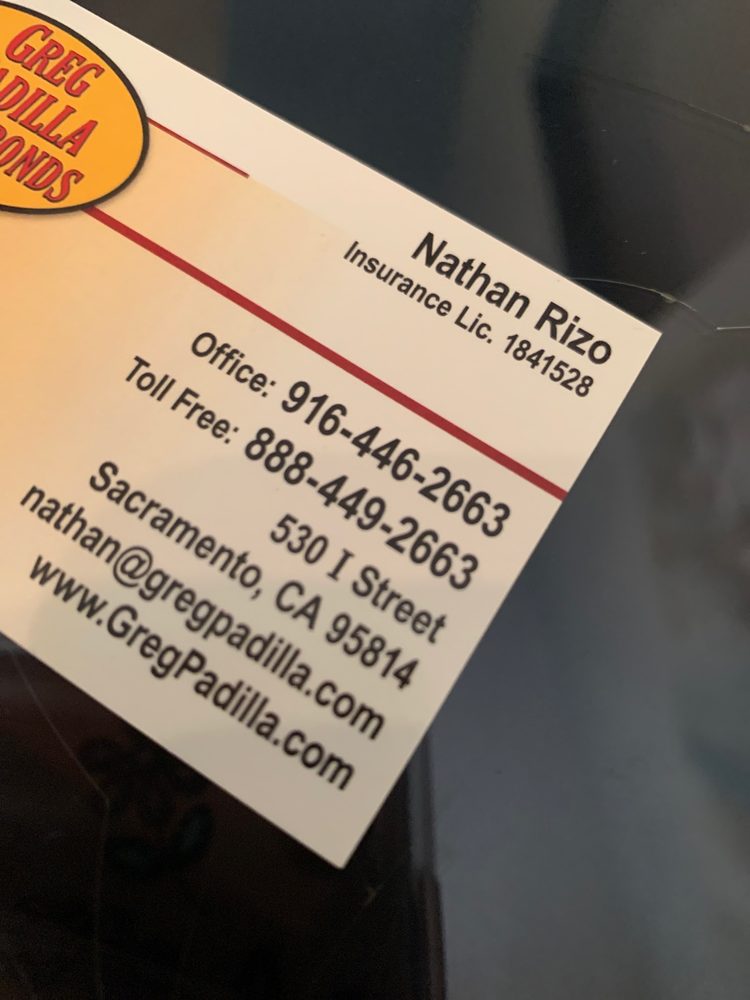 GREG
PADILLA
BONDS
Nathan Rizo
Insurance Lic. 1841528
Office: 916-446-2663
Toll Free: 888-449-2663
530 I Street
Sacramento, CA 95814
nathan@gregpadilla.com
www.GregPadilla.com